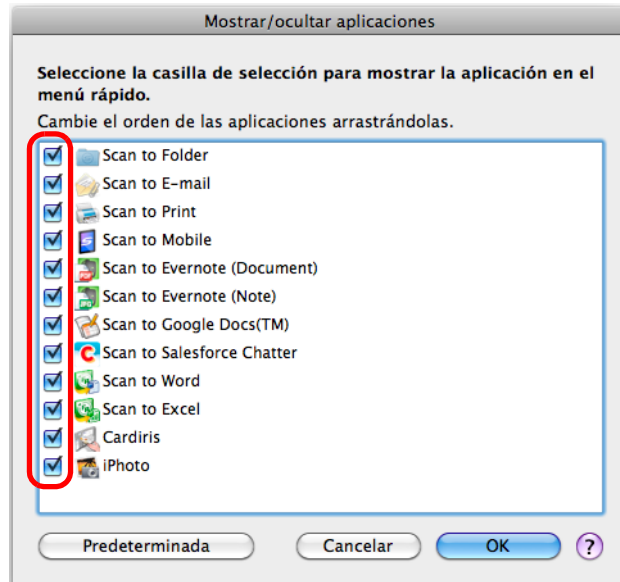 Mostrar/ocultar aplicaciones
Seleccione la casilla de selección para mostrar la aplicación en el
menú rápido.
Cambie el orden de las aplicaciones arrastrándolas.
Scan to Folder
Scan to E-mail
Scan to Print
Scan to Mobile
Scan to Evernote (Document)
Scan to Evernote (Note)
Scan to Google Docs(TM)
Scan to Salesforce Chatter
Scan to Word
Scan to Excel
Cardiris
iPhoto
Predeterminada Cancelar OK ?